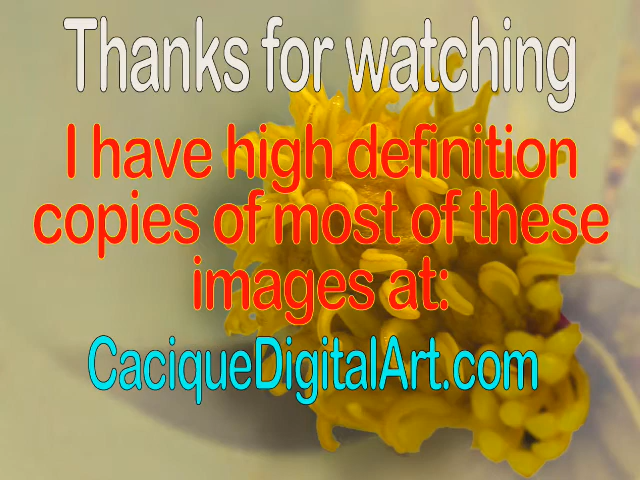 Thanks for watching
I have high definition
copies of most of these
images at:
CaciqueDigitalArt.com